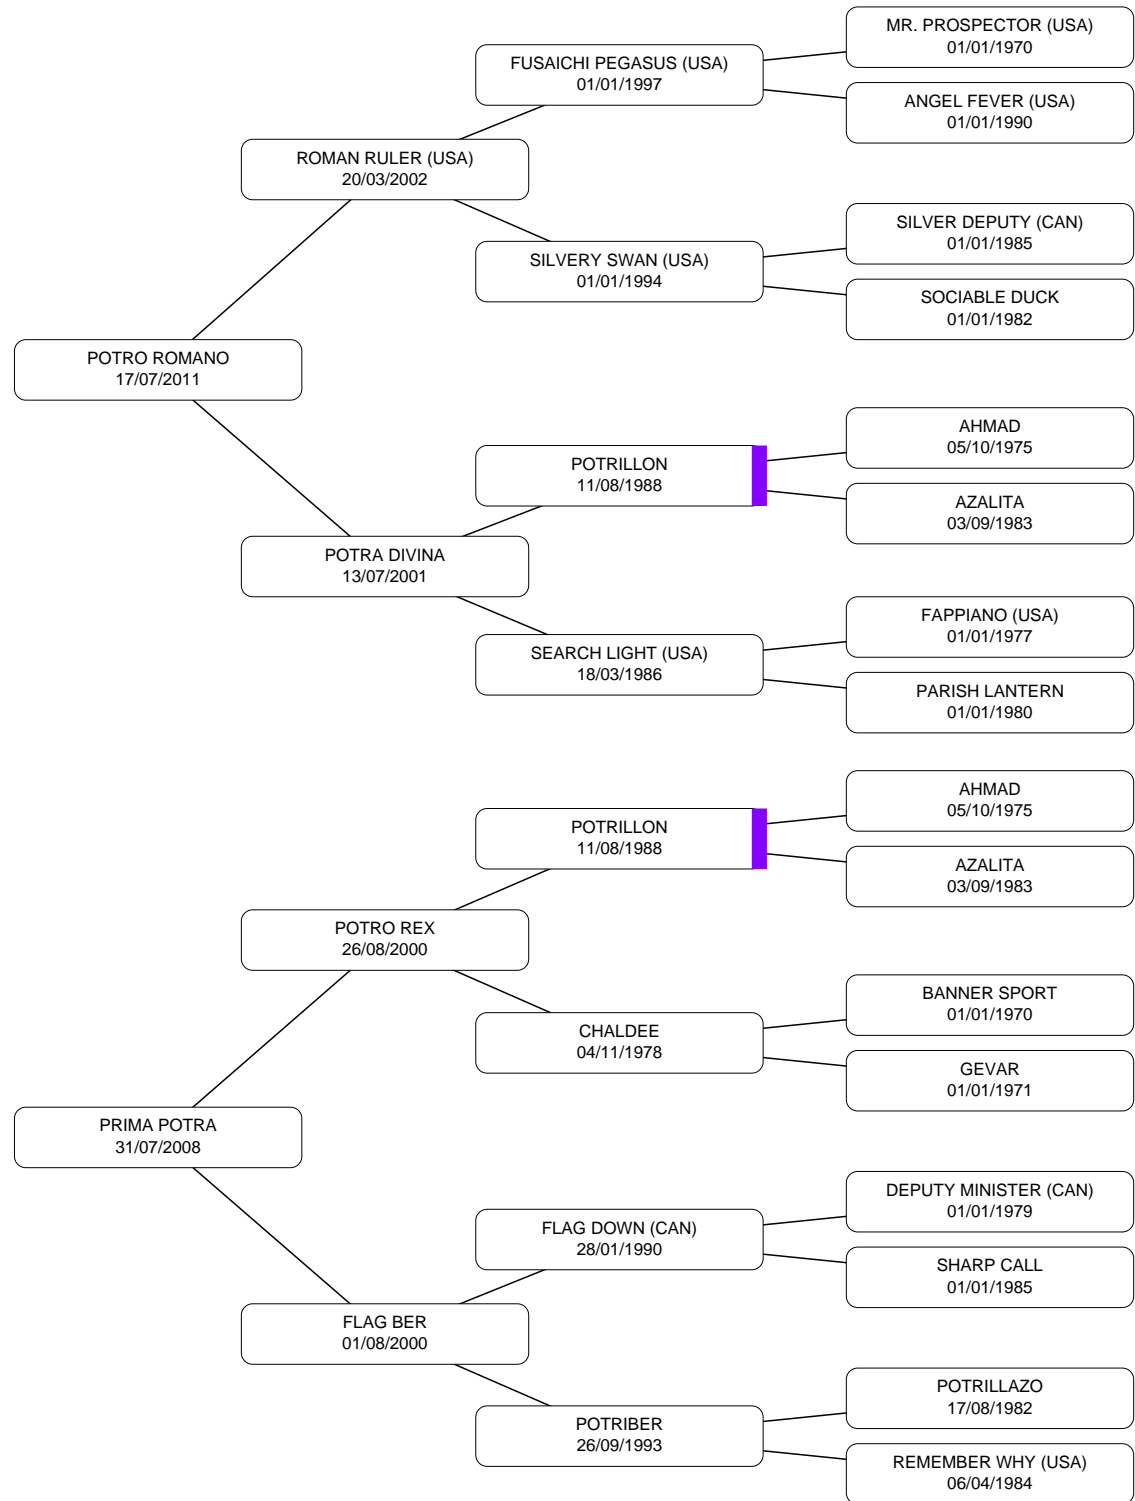 MR. PROSPECTOR (USA)
01/01/1970
FUSAICHI PEGASUS (USA)
01/01/1997
ANGEL FEVER (USA)
01/01/1990
ROMAN RULER (USA)
20/03/2002
SILVER DEPUTY (CAN)
01/01/1985
SILVERY SWAN (USA)
01/01/1994
SOCIABLE DUCK
01/01/1982
POTRO ROMANO
17/07/2011
AHMAD
05/10/1975
POTRILLON
11/08/1988
AZALITA
03/09/1983
POTRA DIVINA
13/07/2001
FAPPIANO (USA)
01/01/1977
SEARCH LIGHT (USA)
18/03/1986
PARISH LANTERN
01/01/1980
AHMAD
05/10/1975
POTRILLON
11/08/1988
AZALITA
03/09/1983
POTRO REX
26/08/2000
BANNER SPORT
01/01/1970
CHALDEE
04/11/1978
GEVAR
01/01/1971
PRIMA POTRA
31/07/2008
DEPUTY MINISTER (CAN)
01/01/1979
FLAG DOWN (CAN)
28/01/1990
SHARP CALL
01/01/1985
FLAG BER
01/08/2000
POTRILLAZO
17/08/1982
POTRIBER
26/09/1993
REMEMBER WHY (USA)
06/04/1984